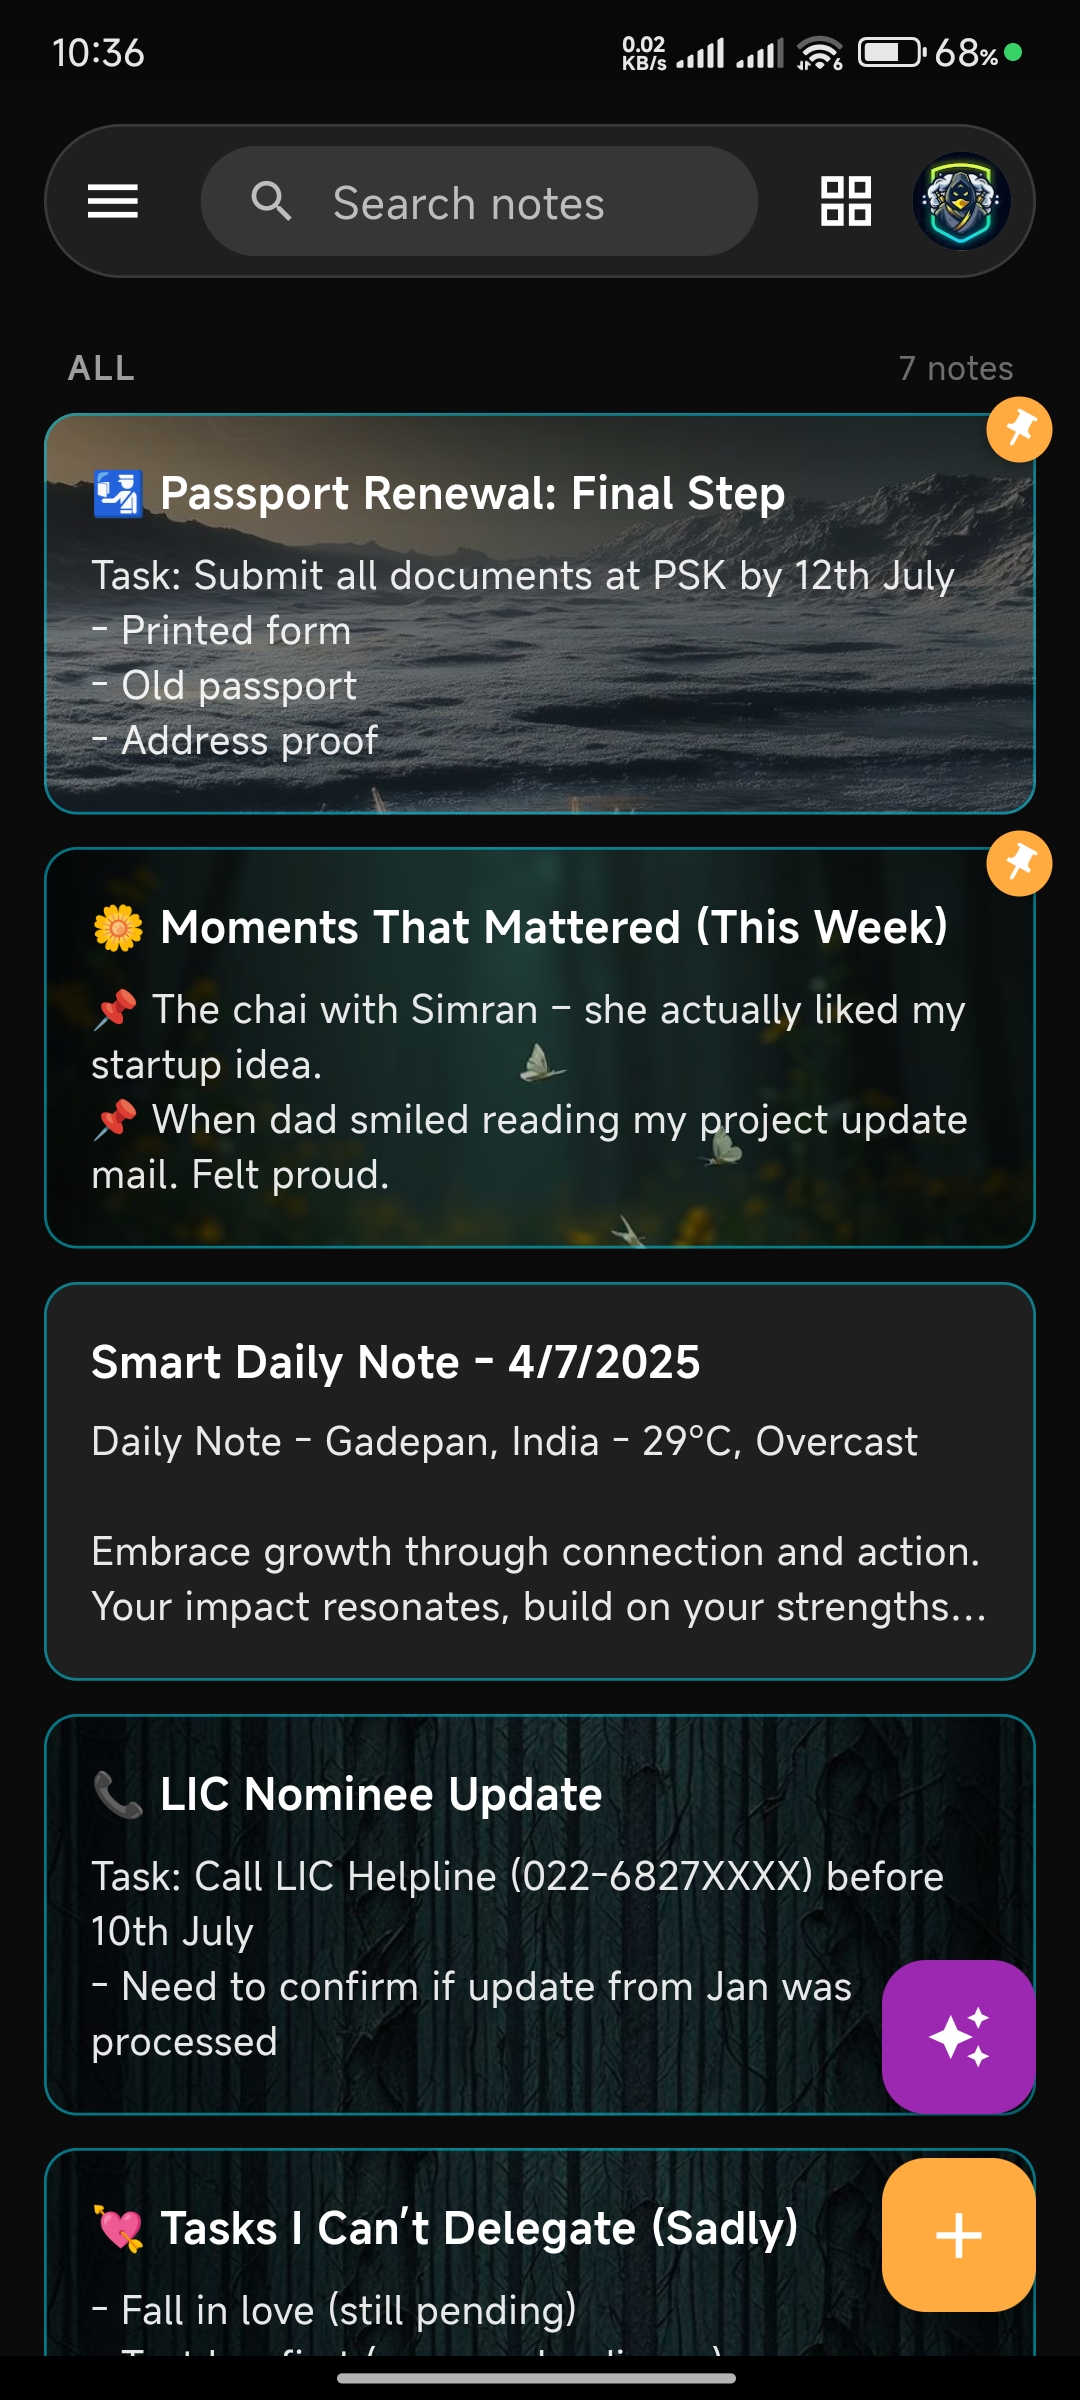 10:36
0.02
KB/s
6
68%
Search notes
ALL
7 notes
🛂 Passport Renewal: Final Step
Task: Submit all documents at PSK by 12th July
- Printed form
- Old passport
- Address proof
🌼 Moments That Mattered (This Week)
📌 The chai with Simran – she actually liked my
startup idea.
📌 When dad smiled reading my project update
mail. Felt proud.
Smart Daily Note - 4/7/2025
Daily Note - Gadepan, India - 29°C, Overcast
Embrace growth through connection and action.
Your impact resonates, build on your strengths...
📞 LIC Nominee Update
Task: Call LIC Helpline (022-6827XXXX) before
10th July
- Need to confirm if update from Jan was
processed
💘 Tasks I Can't Delegate (Sadly)
- Fall in love (still pending)